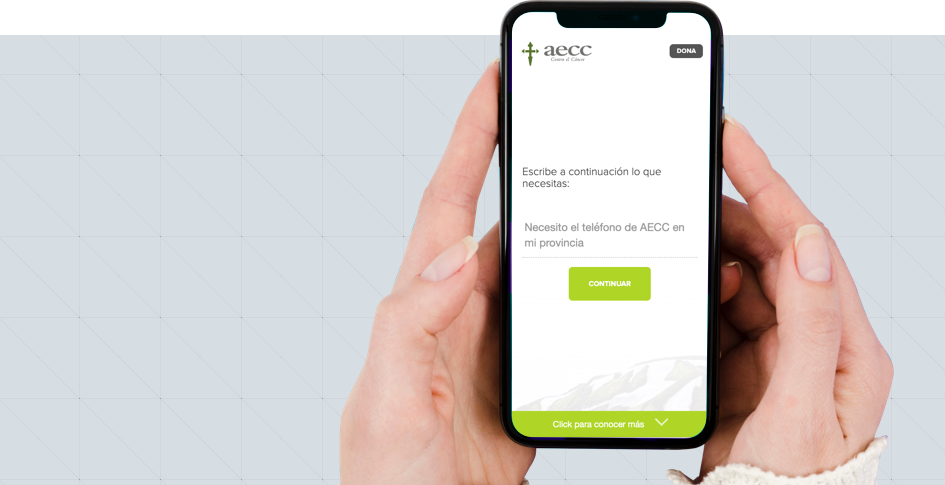 aecc
Contra el Cáncer
DONA
Escribe a continuación lo que
necesitas:
Necesito el teléfono de AECC en
mi provincia
CONTINUAR
Click para conocer más